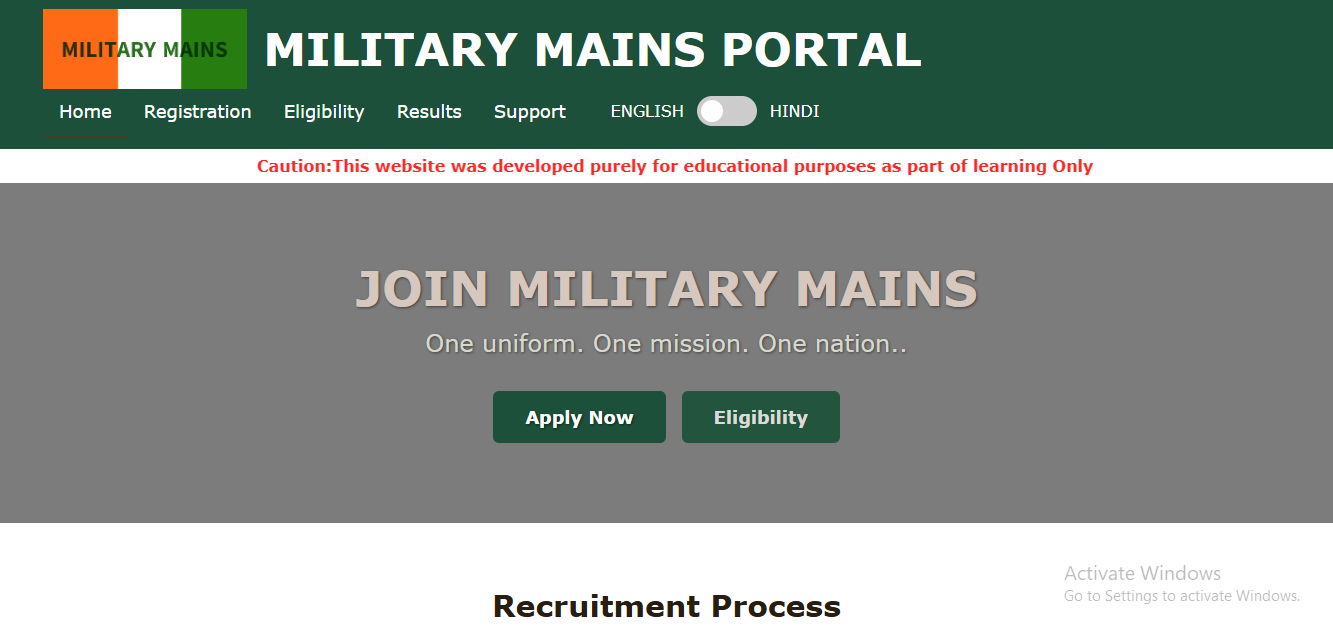 MILITARY MAINS
MILITARY MAINS PORTAL
Home Registration Eligibility Results Support ENGLISH HINDI
Caution:This website was developed purely for educational purposes as part of learning Only
JOIN MILITARY MAINS
One uniform. One mission. One nation..
Apply Now Eligibility
Activate Windows
Go to Settings to activate Windows.
Recruitment Process